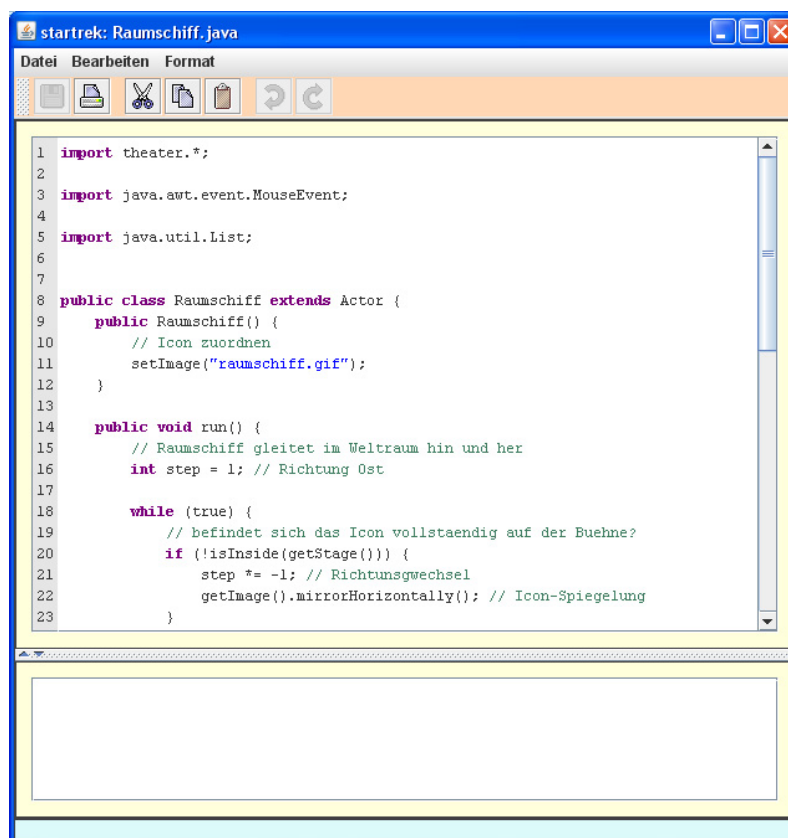 startrek: Raumschiff.java
Datei Bearbeiten Format
1 import theater.*;
2
3 import java.awt.event.MouseEvent;
4
5 import java.util.List;
6
7
8 public class Raumschiff extends Actor {
9     public Raumschiff() {
10         // Icon zuordnen
11         setImage("raumschiff.gif");
12     }
13
14     public void run() {
15         // Raumschiff gleitet im Weltraum hin und her
16         int step = 1; // Richtung Ost
17
18         while (true) {
19             // befindet sich das Icon vollstaendig auf der Buehne?
20             if (!isInside(getStage())) {
21                 step *= -1; // Richtunsgwechsel
22                 getImage().mirrorHorizontally(); // Icon-Spiegelung
23             }